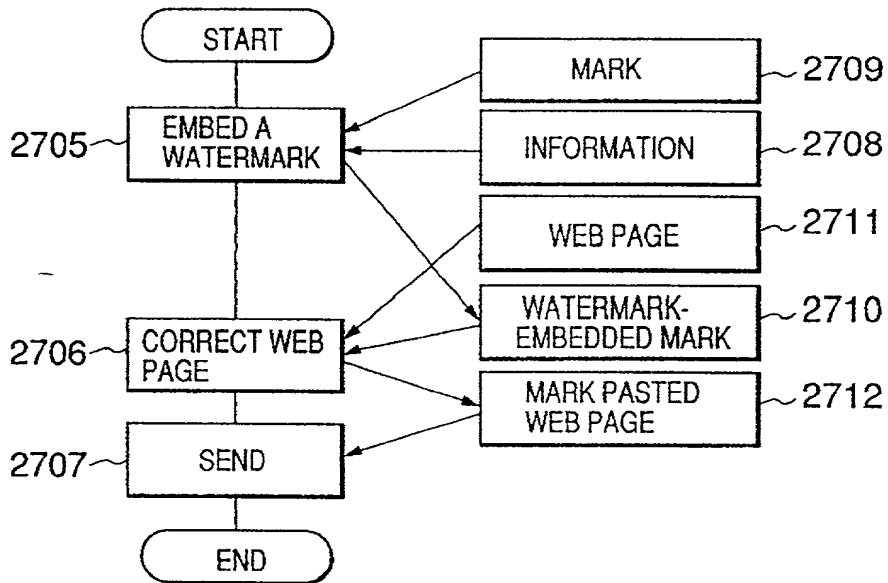 START
MARK
2709
2705
EMBED A
WATERMARK
INFORMATION
2708
WEB PAGE
2711
WATERMARK-
EMBEDDED MARK
2710
2706
CORRECT WEB
PAGE
MARK PASTED
WEB PAGE
2712
2707
SEND
END